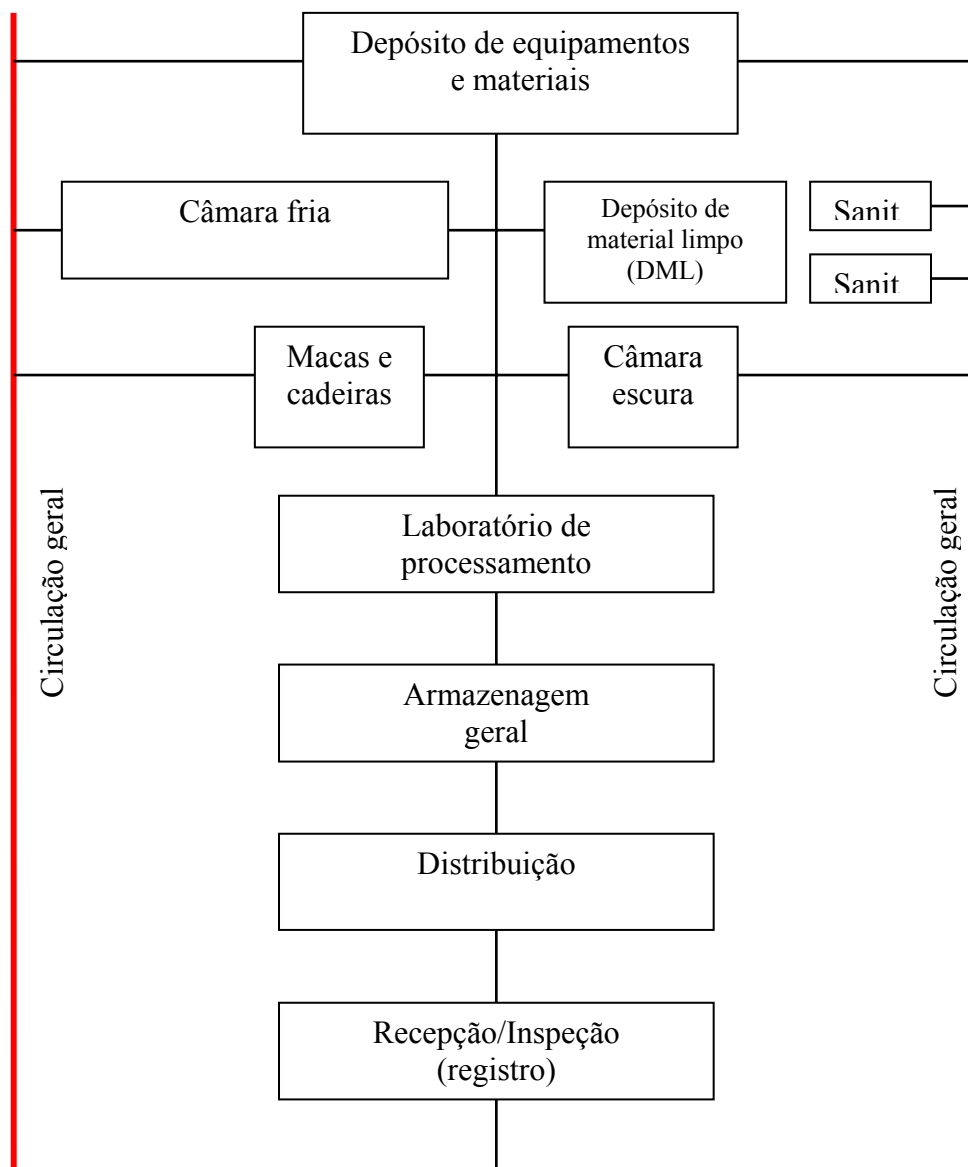 Depósito de equipamentos
e materiais
Câmara fria
Depósito de
material limpo
(DML)
Sanit
Sanit
Macas e
cadeiras
Câmara
escura
Circulação geral
Circulação geral
Laboratório de
processamento
Armazenagem
geral
Distribuição
Recepção/Inspeção
(registro)